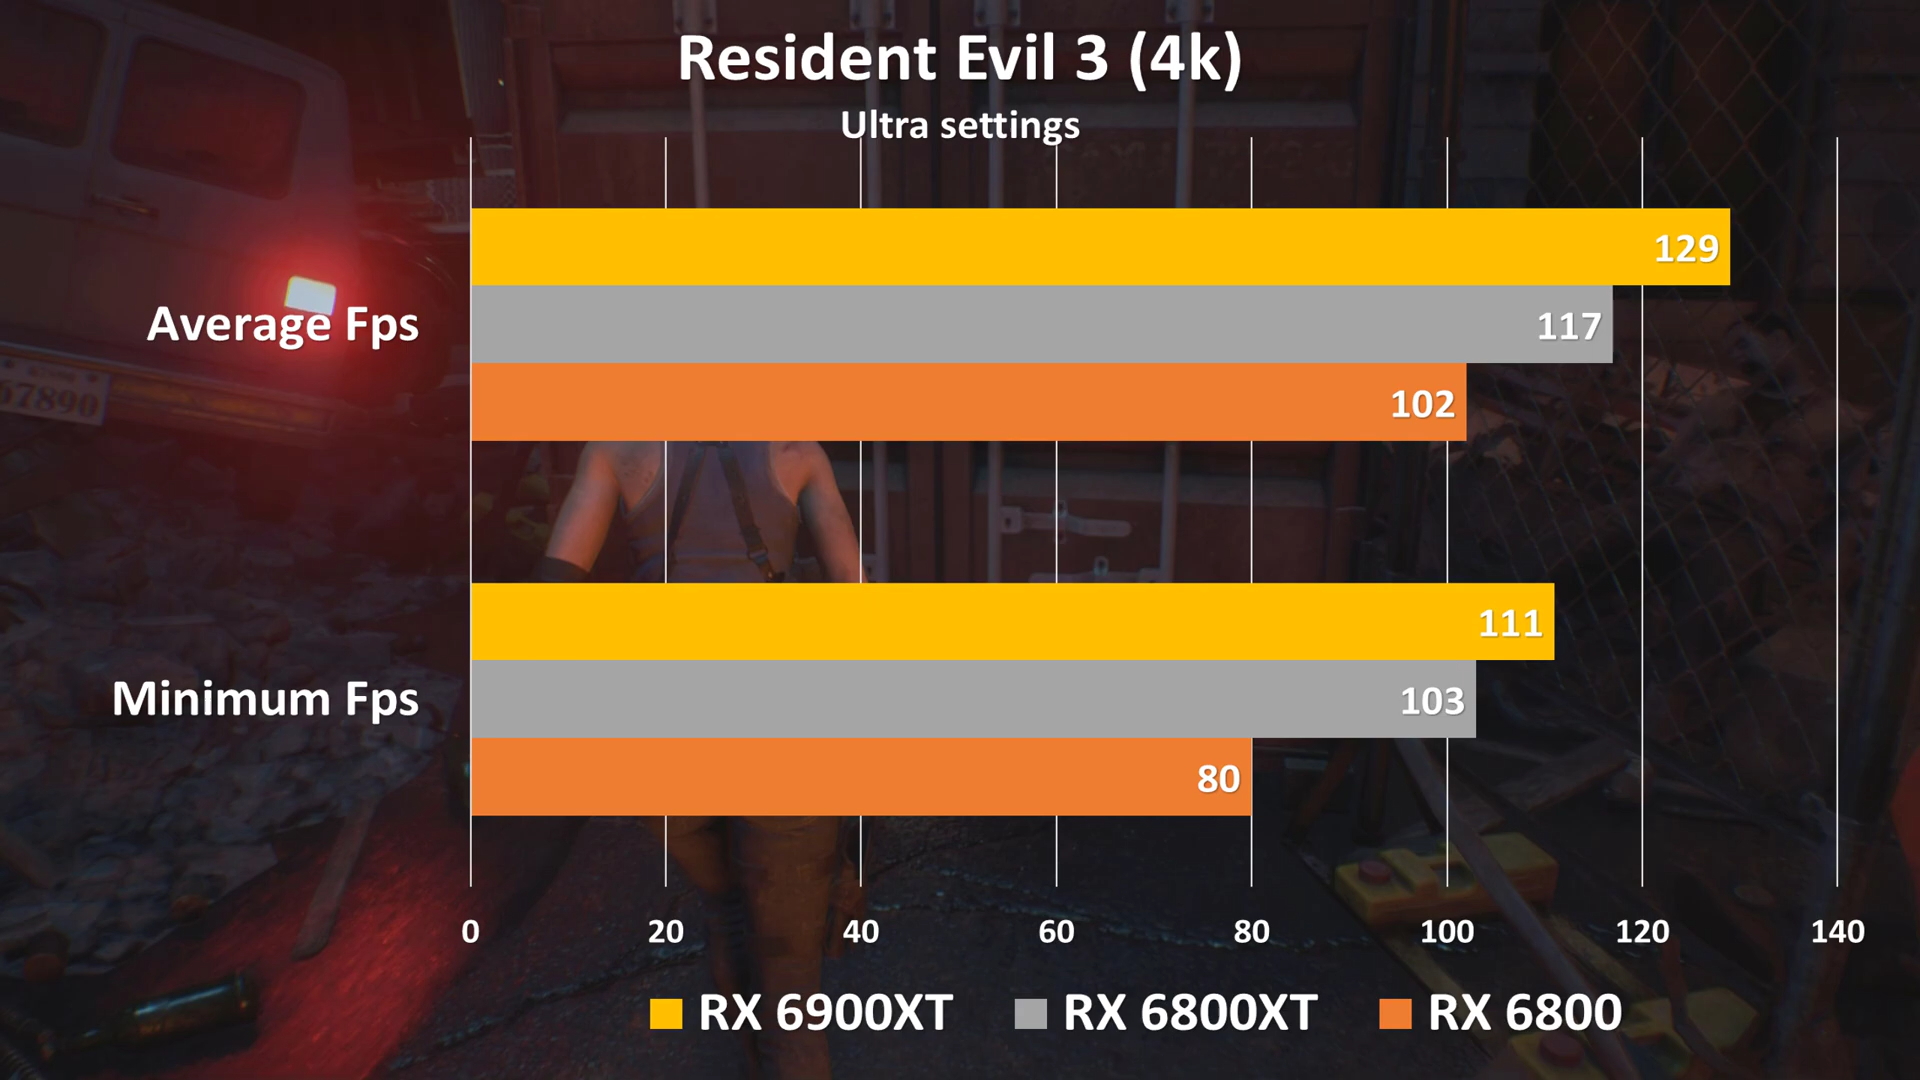 Resident Evil 3 (4k)
Ultra settings
129
Average Fps
117
102
67890
111
Minimum Fps
103
80
0 20 40 60 80 100 120 140
RX 6900XT RX 6800XT RX 6800